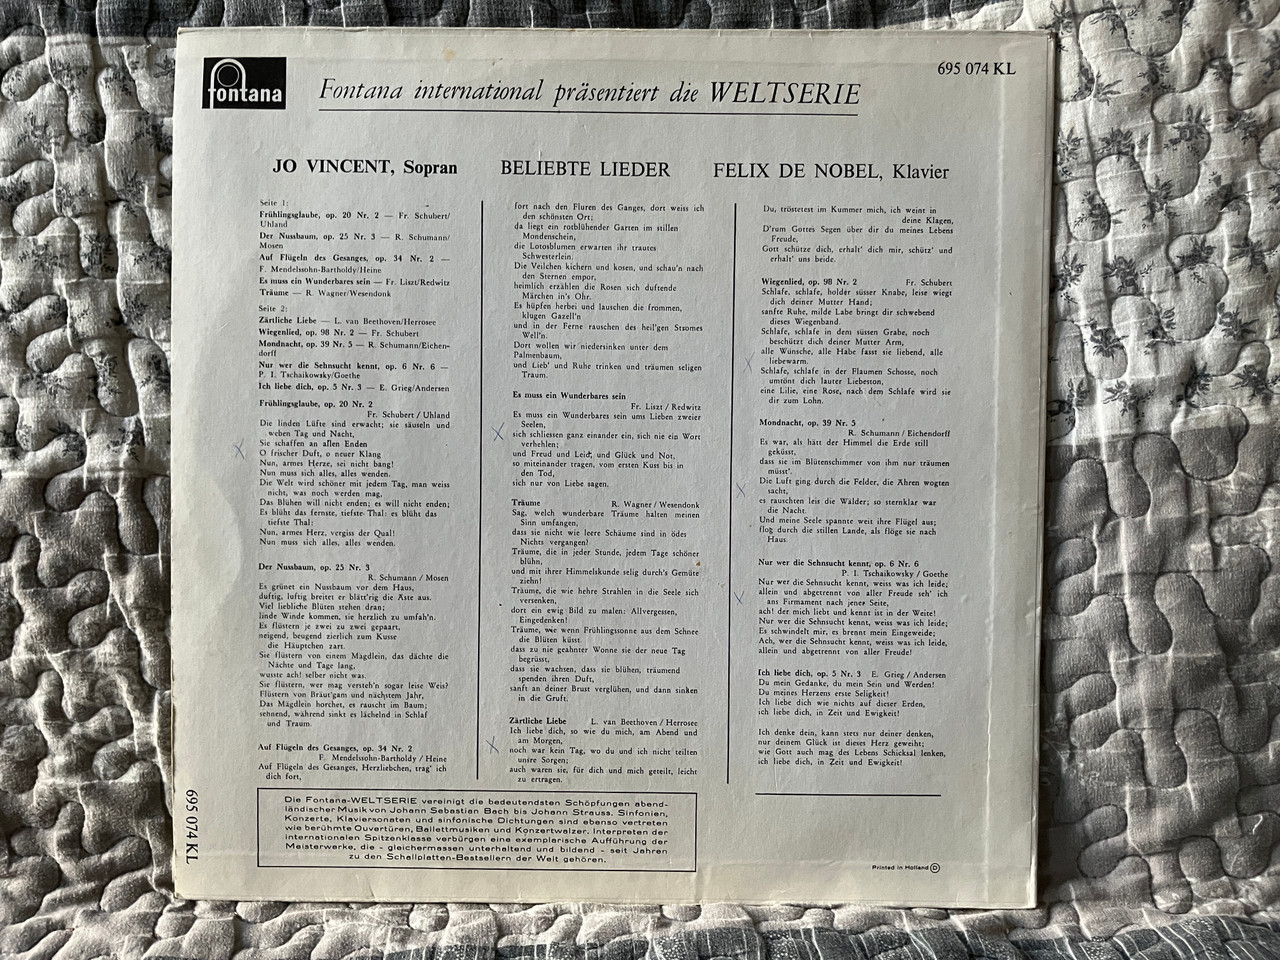 fontana
Fontana international präsentiert die WELTSERIE
695 074 KL
JO VINCENT, Sopran
BELIEBTE LIEDER
FELIX DE NOBEL, Klavier
Seite 1:
Frühlingsglaube, op. 20 Nr. 2 — Fr. Schubert/
Uhland
Der Nussbaum, op. 25 Nr. 3 — R. Schumann/
Mosen
Auf Flügeln des Gesanges, op. 34 Nr. 2 —
F. Mendelssohn-Bartholdy/Heine
Es muss ein Wunderbares sein — Fr. Liszt/Redwitz
Träume — R. Wagner/Wesendonk
Seite 2:
Zärtliche Liebe — L. van Beethoven/Herrosee
Wiegenlied, op. 98 Nr. 2 — Fr. Schubert
Mondnacht, op. 39 Nr. 5 — R. Schumann/Eichen-
dorff
Nur wer die Sehnsucht kennt, op. 6 Nr. 6 —
P. I. Tschaikowsky/Goethe
Ich liebe dich, op. 5 Nr. 3 — E. Grieg/Andersen
Frühlingsglaube, op. 20 Nr. 2
Fr. Schubert / Uhland
Die linden Lüfte sind erwacht; sie säuseln und
weben Tag und Nacht,
Sie schaffen an allen Enden
O frischer Duft, o neuer Klang
Nun, armes Herze, sei nicht bang!
Nun muss sich alles, alles wenden.
Die Welt wird schöner mit jedem Tag, man weiss
nicht, was noch werden mag,
Das Blühen will nicht enden; es will nicht enden;
Es blüht das fernste, tiefste Thal: es blüht das
tiefste Thal:
Nun, armes Herz, vergiss der Qual!
Nun muss sich alles, alles wenden.
Der Nussbaum, op. 25 Nr. 3
R. Schumann / Mosen
Es grünet ein Nussbaum vor dem Haus,
duftig, luftig breitet er blätt'rig die Äste aus.
Viel liebliche Blüten stehen dran;
linde Winde kommen, sie herzlich zu umfah'n.
Es flüstern je zwei zu zwei gepaart,
neigend, beugend zierlich zum Kusse
die Häuptchen zart.
Sie flüstern von einem Mägdlein, das dächte die
Nächte und Tage lang,
wusste ach! selber nicht was.
Sie flüstern, wer mag versteh'n sogar leise Weis?
Flüstern von Bräut'gam und nächstem Jahr,
Das Mägdlein horchet, es rauscht im Baum;
sehnend, wähnend sinkt es lächelnd in Schlaf
und Traum.
Auf Flügeln des Gesanges, op. 34 Nr. 2
F. Mendelssohn-Bartholdy / Heine
Auf Flügeln des Gesanges, Herzliebchen, trag' ich
dich fort,
fort nach den Fluren des Ganges, dort weiss ich
den schönsten Ort;
da liegt ein rotblühender Garten im stillen
Mondenschein,
die Lotosblumen erwarten ihr trautes
Schwesterlein.
Die Veilchen kichern und kosen, und schau'n nach
den Sternen empor,
heimlich erzählen die Rosen sich duftende
Märchen in's Ohr.
Es hüpfen herbei und lauschen die frommen,
klugen Gazell'n
und in der Ferne rauschen des heil'gen Stromes
Well'n.
Dort wollen wir niedersinken unter dem
Palmenbaum,
und Lieb' und Ruhe trinken und träumen seligen
Traum.
Es muss ein Wunderbares sein
Fr. Liszt / Redwitz
Es muss ein Wunderbares sein ums Lieben zweier
Seelen,
sich schliessen ganz einander ein, sich nie ein Wort
verhehlen;
und Freud und Leid, und Glück und Not,
so miteinander tragen, vom ersten Kuss bis in
den Tod,
sich nur von Liebe sagen.
Träume R. Wagner / Wesendonk
Sag, welch wunderbare Träume halten meinen
Sinn umfangen,
dass sie nicht wie leere Schäume sind in ödes
Nichts vergangen?
Träume, die in jeder Stunde, jedem Tage schöner
blühn,
und mit ihrer Himmelskunde selig durch's Gemüte
ziehn!
Träume, die wie hehre Strahlen in die Seele sich
versenken,
dort ein ewig Bild zu malen: Allvergessen,
Eingedenken!
Träume, wie wenn Frühlingssonne aus dem Schnee
die Blüten küsst
dass zu nie geahnter Wonne sie der neue Tag
begrüsst,
dass sie wachsen, dass sie blühen, träumend
spenden ihren Duft,
sanft an deiner Brust verglühen, und dann sinken
in die Gruft.
Zärtliche Liebe L. van Beethoven / Herrosee
Ich liebe dich, so wie du mich, am Abend und
am Morgen,
noch war kein Tag, wo du und ich nicht teilten
unsre Sorgen;
auch waren sie, für dich und mich geteilt, leicht
zu ertragen.
Du, tröstetest im Kummer mich, ich weint in
deine Klagen,
D'rum Gottes Segen über dir du meines Lebens
Freude,
Gott schütze dich, erhalt' dich mir, schütz' und
erhalt' uns beide.
Wiegenlied, op. 98 Nr. 2 Fr. Schubert
Schlafe, schlafe, holder süsser Knabe, leise wiegt
dich deiner Mutter Hand;
sanfte Ruhe, milde Labe bringt dir schwebend
dieses Wiegenband.
Schlafe, schlafe in dem süssen Grabe, noch
beschützt dich deiner Mutter Arm,
alle Wünsche, alle Habe fasst sie liebend, alle
liebewarm.
Schlafe, schlafe in der Flaumen Schosse, noch
umtönt dich lauter Liebeston,
eine Lilie, eine Rose, nach dem Schlafe wird sie
dir zum Lohn.
Mondnacht, op. 39 Nr. 5
R. Schumann / Eichendorff
Es war, als hätt der Himmel die Erde still
geküsst,
dass sie im Blütenschimmer von ihm nur träumen
müsst'.
Die Luft ging durch die Felder, die Ähren wogten
sacht,
es rauschten leis die Wälder; so sternklar war
die Nacht.
Und meine Seele spannte weit ihre Flügel aus;
flog durch die stillen Lande, als flöge sie nach
Haus.
Nur wer die Sehnsucht kennt, op. 6 Nr. 6
P. I. Tschaikowsky / Goethe
Nur wer die Sehnsucht kennt, weiss was ich leide;
allein und abgetrennt von aller Freude seh' ich
ans Firmament nach jener Seite,
ach! der mich liebt und kennt ist in der Weite!
Nur wer die Sehnsucht kennt, weiss was ich leide;
Es schwindelt mir, es brennt mein Eingeweide;
Ach, wer die Sehnsucht kennt, weiss was ich leide,
allein und abgetrennt von aller Freude!
Ich liebe dich, op. 5 Nr. 3 E. Grieg / Andersen
Du mein Gedanke, du mein Sein und Werden!
Du meines Herzens erste Seligkeit!
Ich liebe dich wie nichts auf dieser Erden,
ich liebe dich, in Zeit und Ewigkeit!
Ich denke dein, kann stets nur deiner denken,
nur deinem Glück ist dieses Herz geweiht;
wie Gott auch mag des Lebens Schicksal lenken,
ich liebe dich, in Zeit und Ewigkeit!
Die Fontana-WELTSERIE vereinigt die bedeutendsten Schöpfungen abend-
ländischer Musik von Johann Sebastian Bach bis Johann Strauss. Sinfonien,
Konzerte, Klaviersonaten und sinfonische Dichtungen sind ebenso vertreten
wie berühmte Ouvertüren, Ballettmusiken und Konzertwalzer. Interpreten der
internationalen Spitzenklasse verbürgen eine exemplarische Aufführung der
Meisterwerke, die - gleichermassen unterhaltend und bildend - seit Jahren
zu den Schallplatten-Bestsellern der Welt gehören.
695 074 KL
Printed in Holland Ⓓ